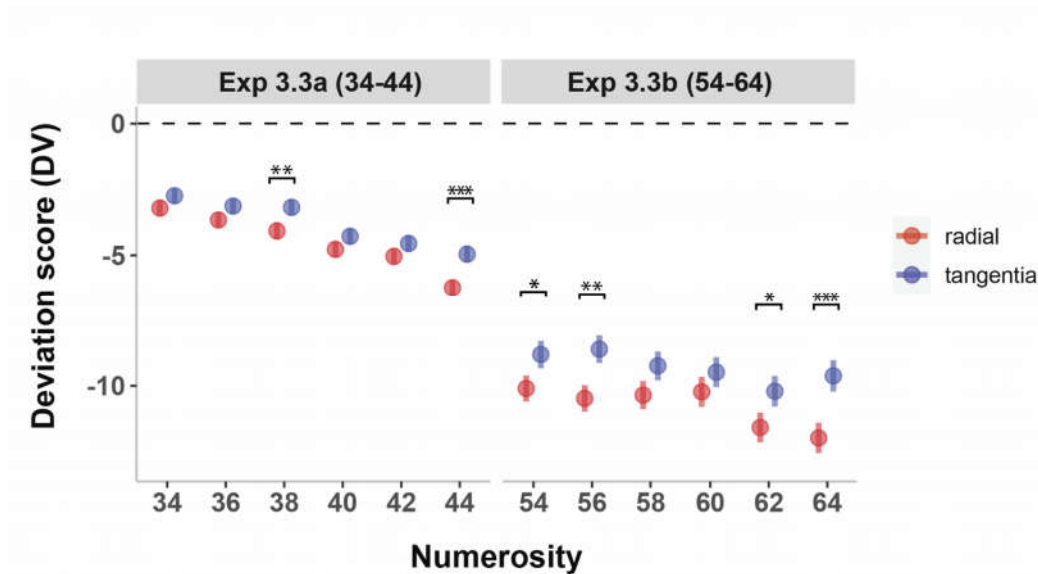 Exp 3.3a (34-44) Exp 3.3b (54-64)
0
**
***
-5
* ** * ***
-10
34 36 38 40 42 44 54 56 58 60 62 64
Numerosity
Deviation score (DV)
radial
tangentia